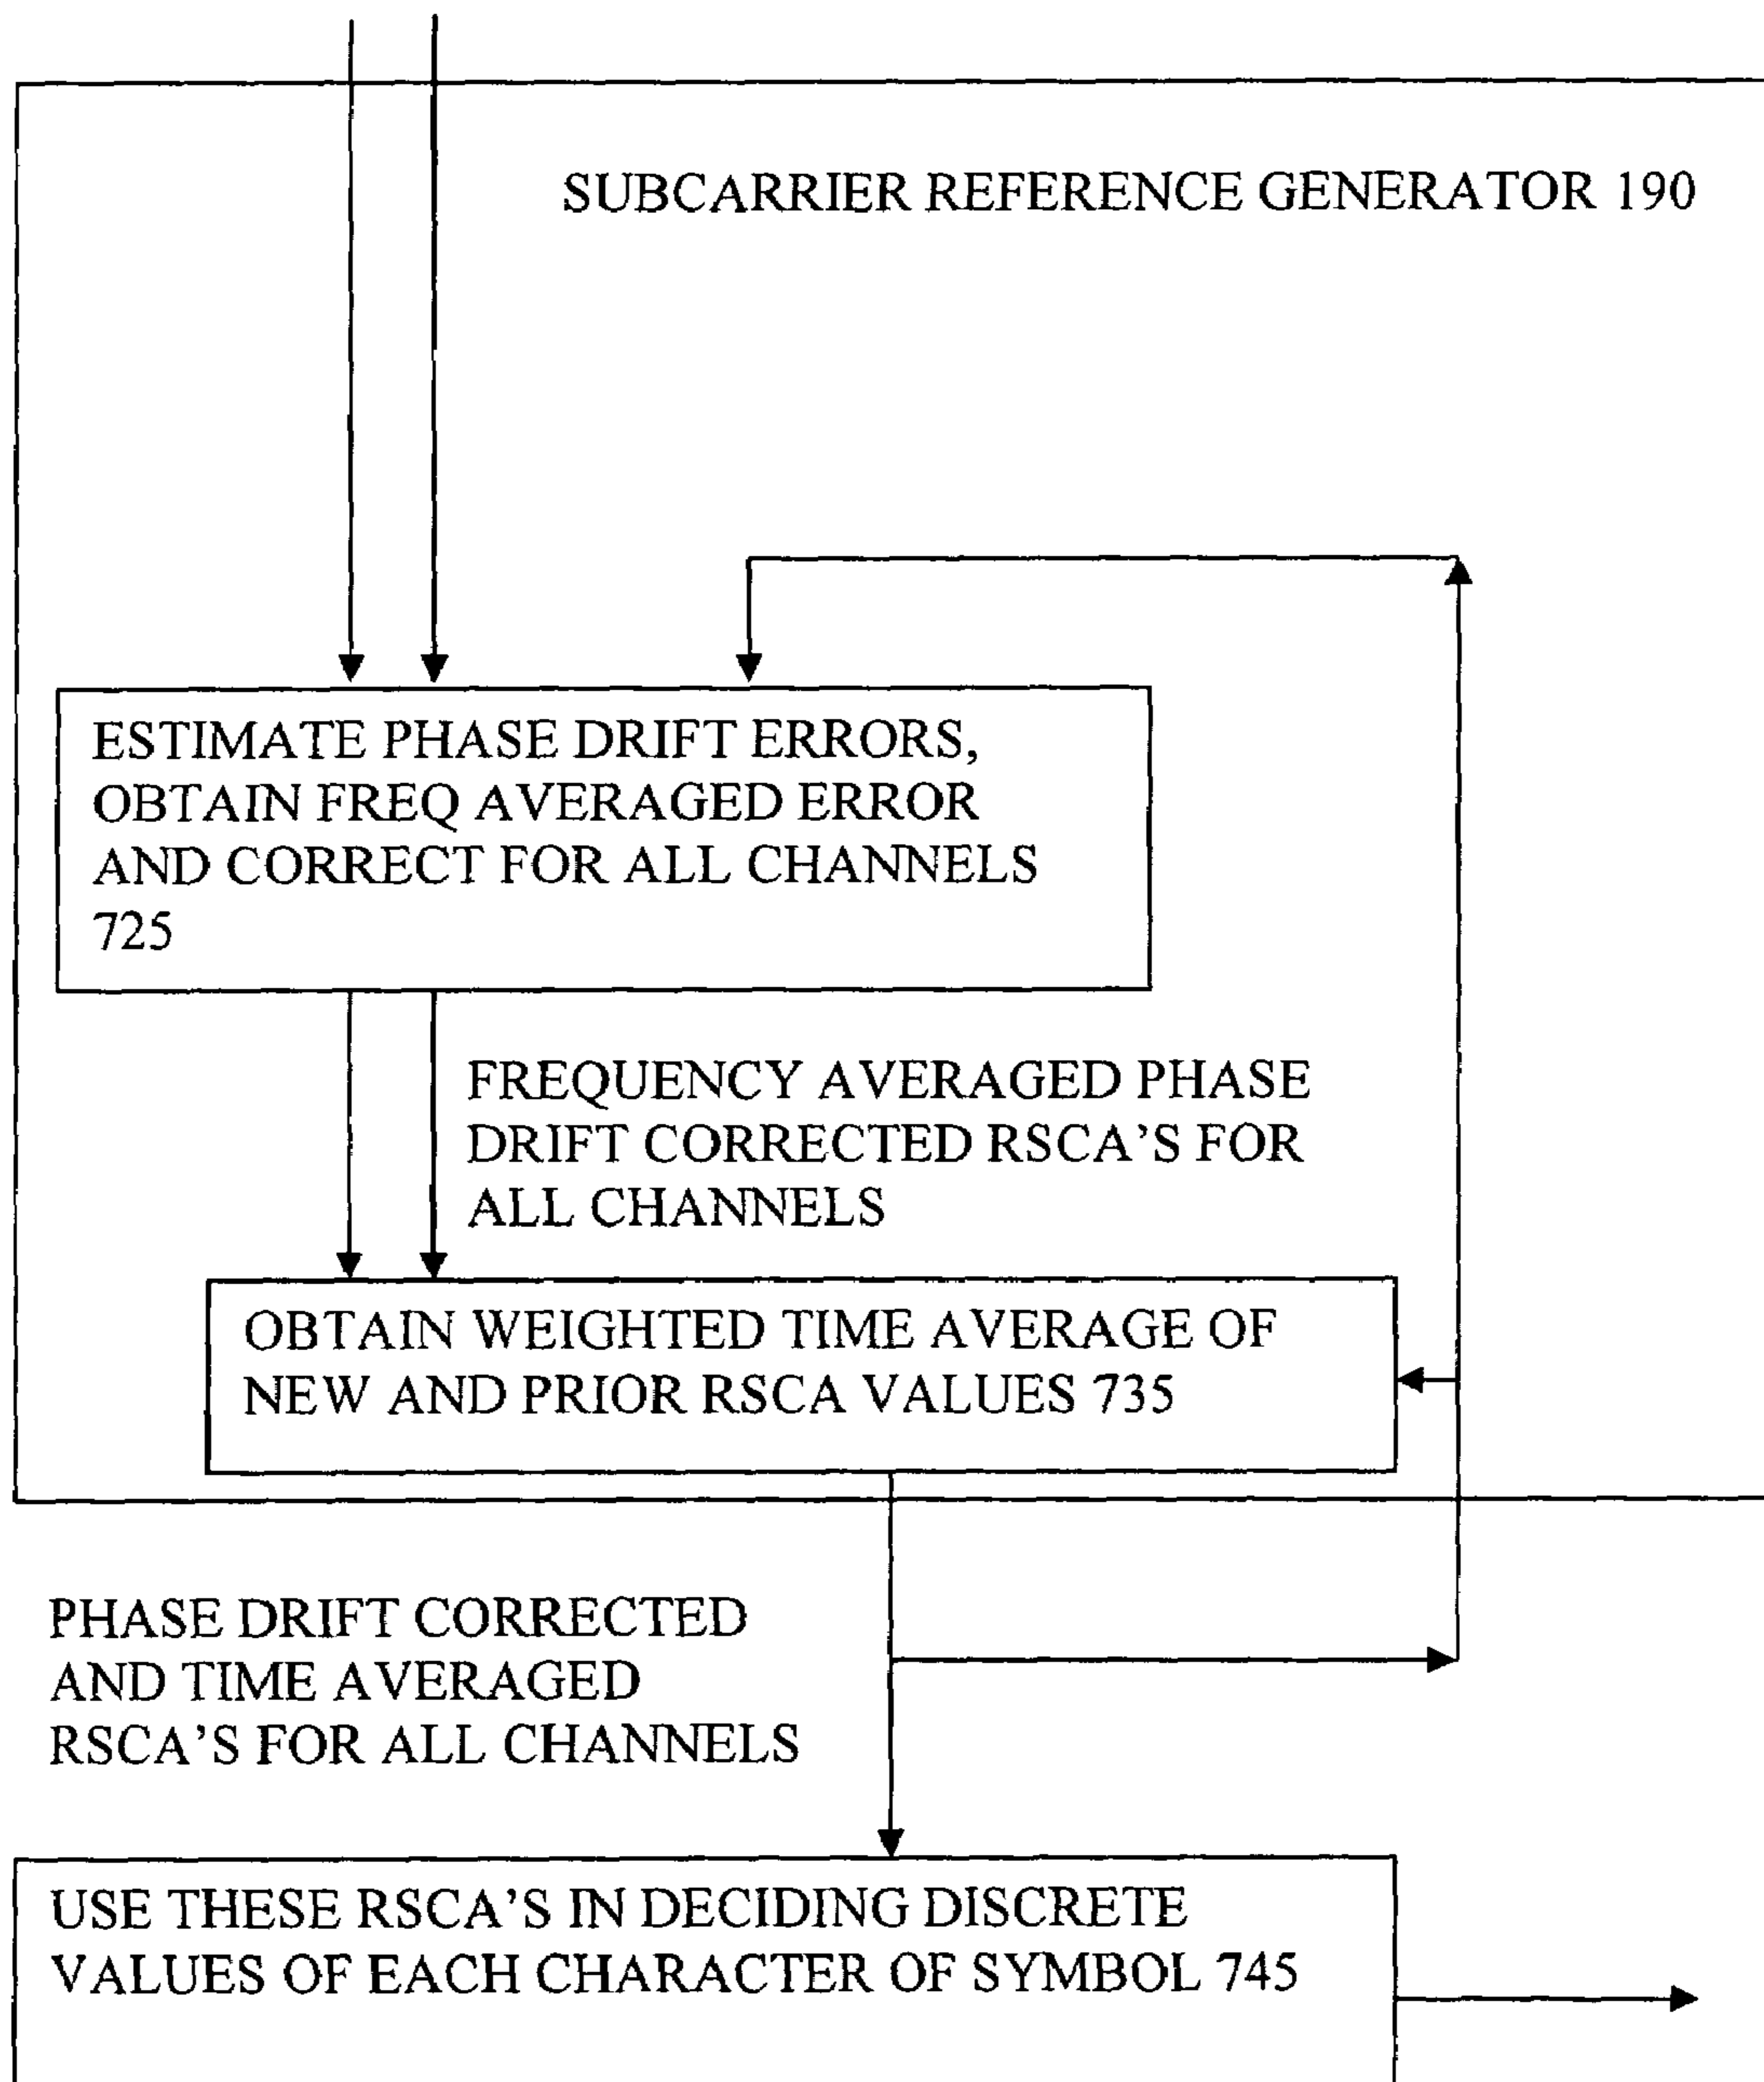 SUBCARRIER REFERENCE GENERATOR 190
ESTIMATE PHASE DRIFT ERRORS,
OBTAIN FREQ AVERAGED ERROR
AND CORRECT FOR ALL CHANNELS
725
FREQUENCY AVERAGED PHASE
DRIFT CORRECTED RSCA'S FOR
ALL CHANNELS
OBTAIN WEIGHTED TIME AVERAGE OF
NEW AND PRIOR RSCA VALUES 735
PHASE DRIFT CORRECTED
AND TIME AVERAGED
RSCA'S FOR ALL CHANNELS
USE THESE RSCA'S IN DECIDING DISCRETE
VALUES OF EACH CHARACTER OF SYMBOL 745